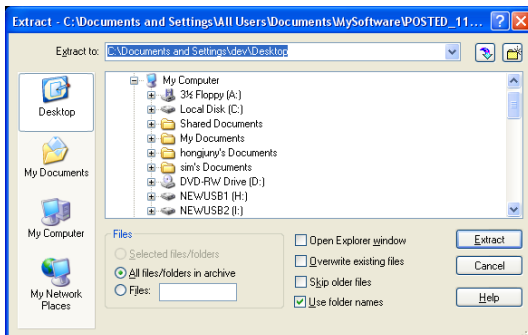 Extract - C:\Documents and Settings\All Users\Documents\MySoftware\POSTED_11...
Extract to: C:\Documents and Settings\dev\Desktop
Desktop
My Documents
My Computer
My Network
Places
My Computer
3½ Floppy (A:)
Local Disk (C:)
Shared Documents
My Documents
hongjuny's Documents
sim's Documents
DVD-RW Drive (D:)
NEWUSB1 (H:)
NEWUSB2 (I:)
Files
Selected files/folders
All files/folders in archive
Files:
Open Explorer window
Overwrite existing files
Skip older files
Use folder names
Extract
Cancel
Help